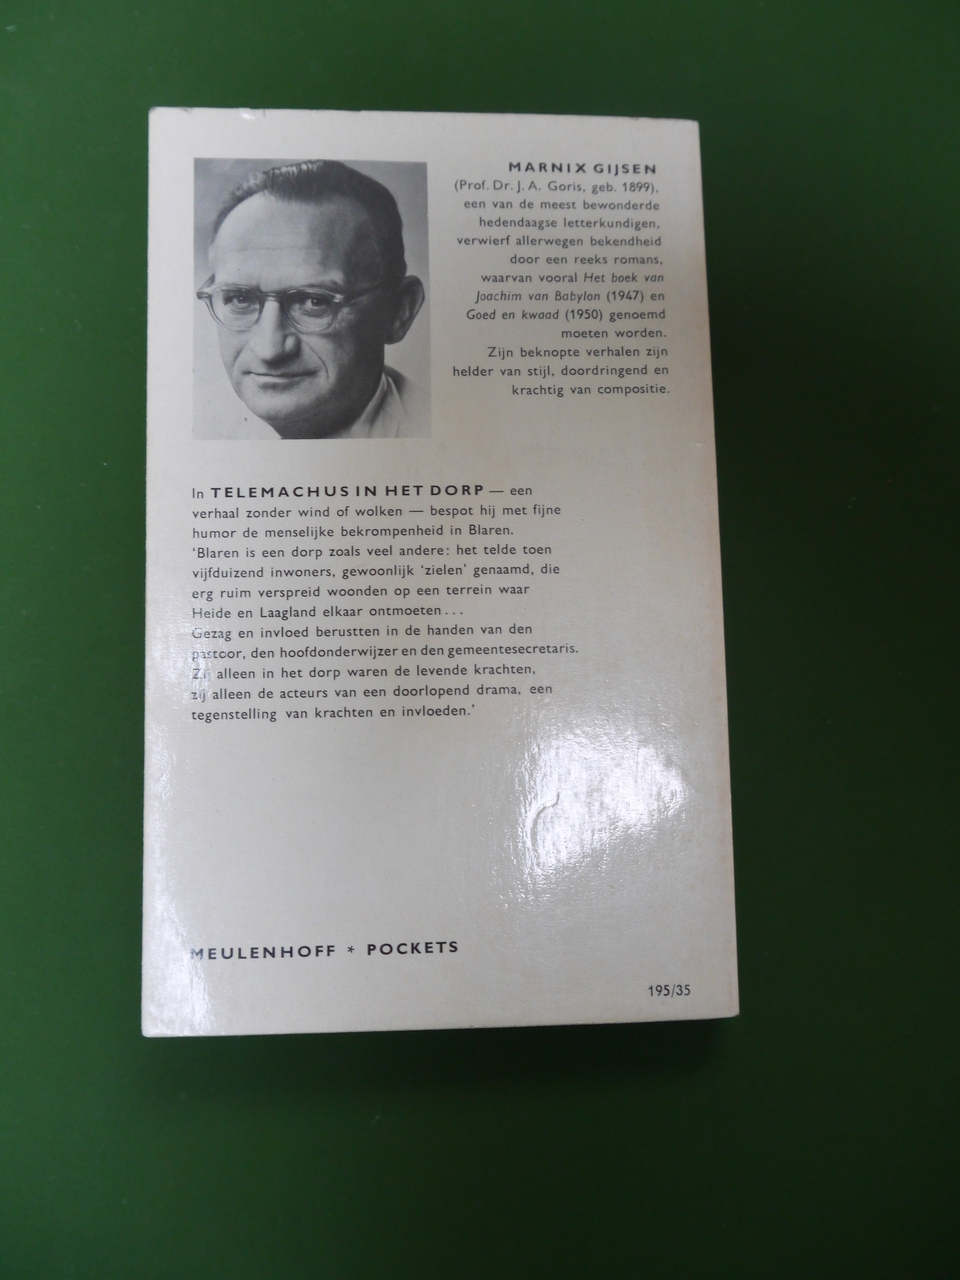 MARNIX GIJSEN
(Prof. Dr. J. A. Goris, geb. 1899),
een van de meest bewonderde
hedendaagse letterkundigen,
verwierf allerwegen bekendheid
door een reeks romans,
waarvan vooral Het boek van
Joachim van Babylon (1947) en
Goed en kwaad (1950) genoemd
moeten worden.
Zijn beknopte verhalen zijn
helder van stijl, doordringend en
krachtig van compositie.
In TELEMACHUS IN HET DORP — een
verhaal zonder wind of wolken — bespot hij met fijne
humor de menselijke bekrompenheid in Blaren.
'Blaren is een dorp zoals veel andere: het telde toen
vijfduizend inwoners, gewoonlijk 'zielen' genaamd, die
erg ruim verspreid woonden op een terrein waar
Heide en Laagland elkaar ontmoeten...
Gezag en invloed berustten in de handen van den
pastoor, den hoofdonderwijzer en den gemeentesecretaris.
Zij alleen in het dorp waren de levende krachten,
zij alleen de acteurs van een doorlopend drama, een
tegenstelling van krachten en invloeden.'
MEULENHOFF * POCKETS
195/35